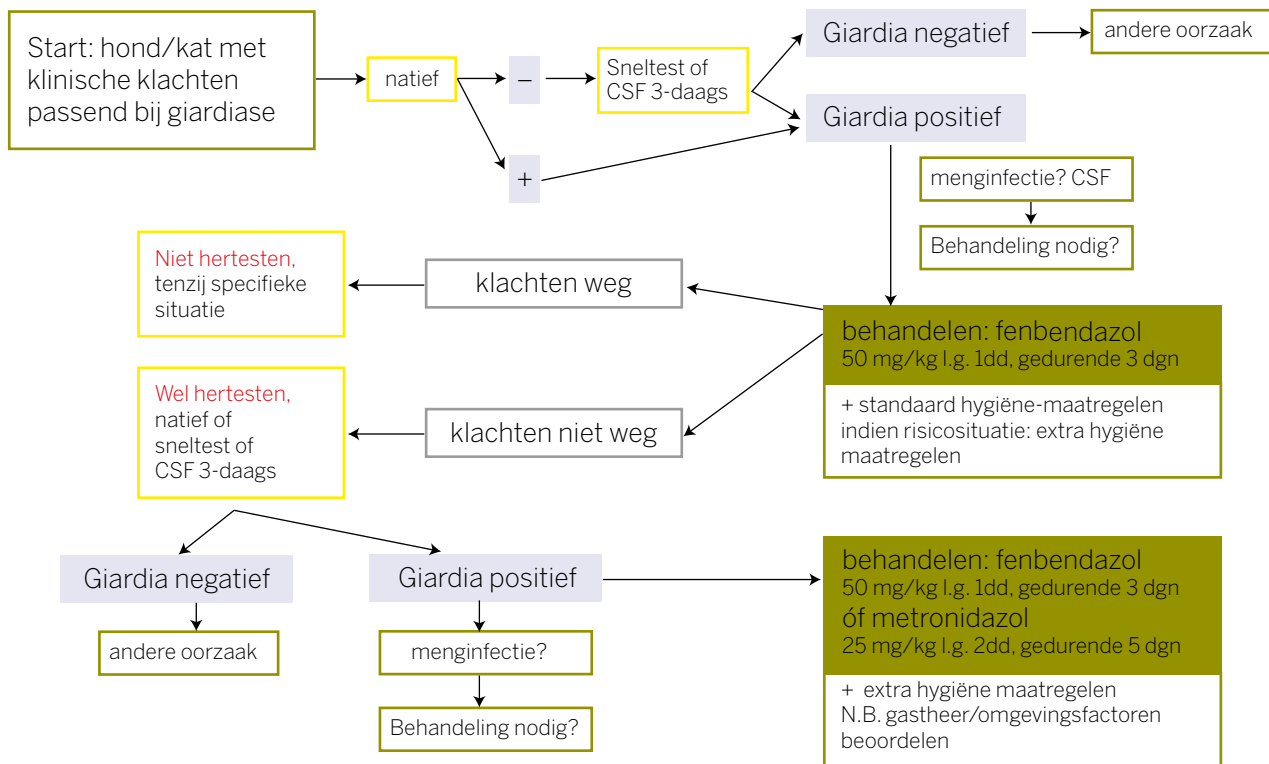 Start: hond/kat met
klinische klachten
passend bij giardiase
natief
–
+
Sneltest of
CSF 3-daags
Giardia negatief
andere oorzaak
Giardia positief
menginfectie? CSF
Behandeling nodig?
behandelen: fenbendazol
50 mg/kg l.g. 1dd, gedurende 3 dgn
+ standaard hygiëne-maatregelen
indien risicosituatie: extra hygiëne
maatregelen
klachten weg
Niet hertesten,
tenzij specifieke
situatie
klachten niet weg
Wel hertesten,
natief of
sneltest of
CSF 3-daags
Giardia negatief
andere oorzaak
Giardia positief
menginfectie?
Behandeling nodig?
behandelen: fenbendazol
50 mg/kg l.g. 1dd, gedurende 3 dgn
óf metronidazol
25 mg/kg l.g. 2dd, gedurende 5 dgn
+ extra hygiëne maatregelen
N.B. gastheer/omgevingsfactoren
beoordelen